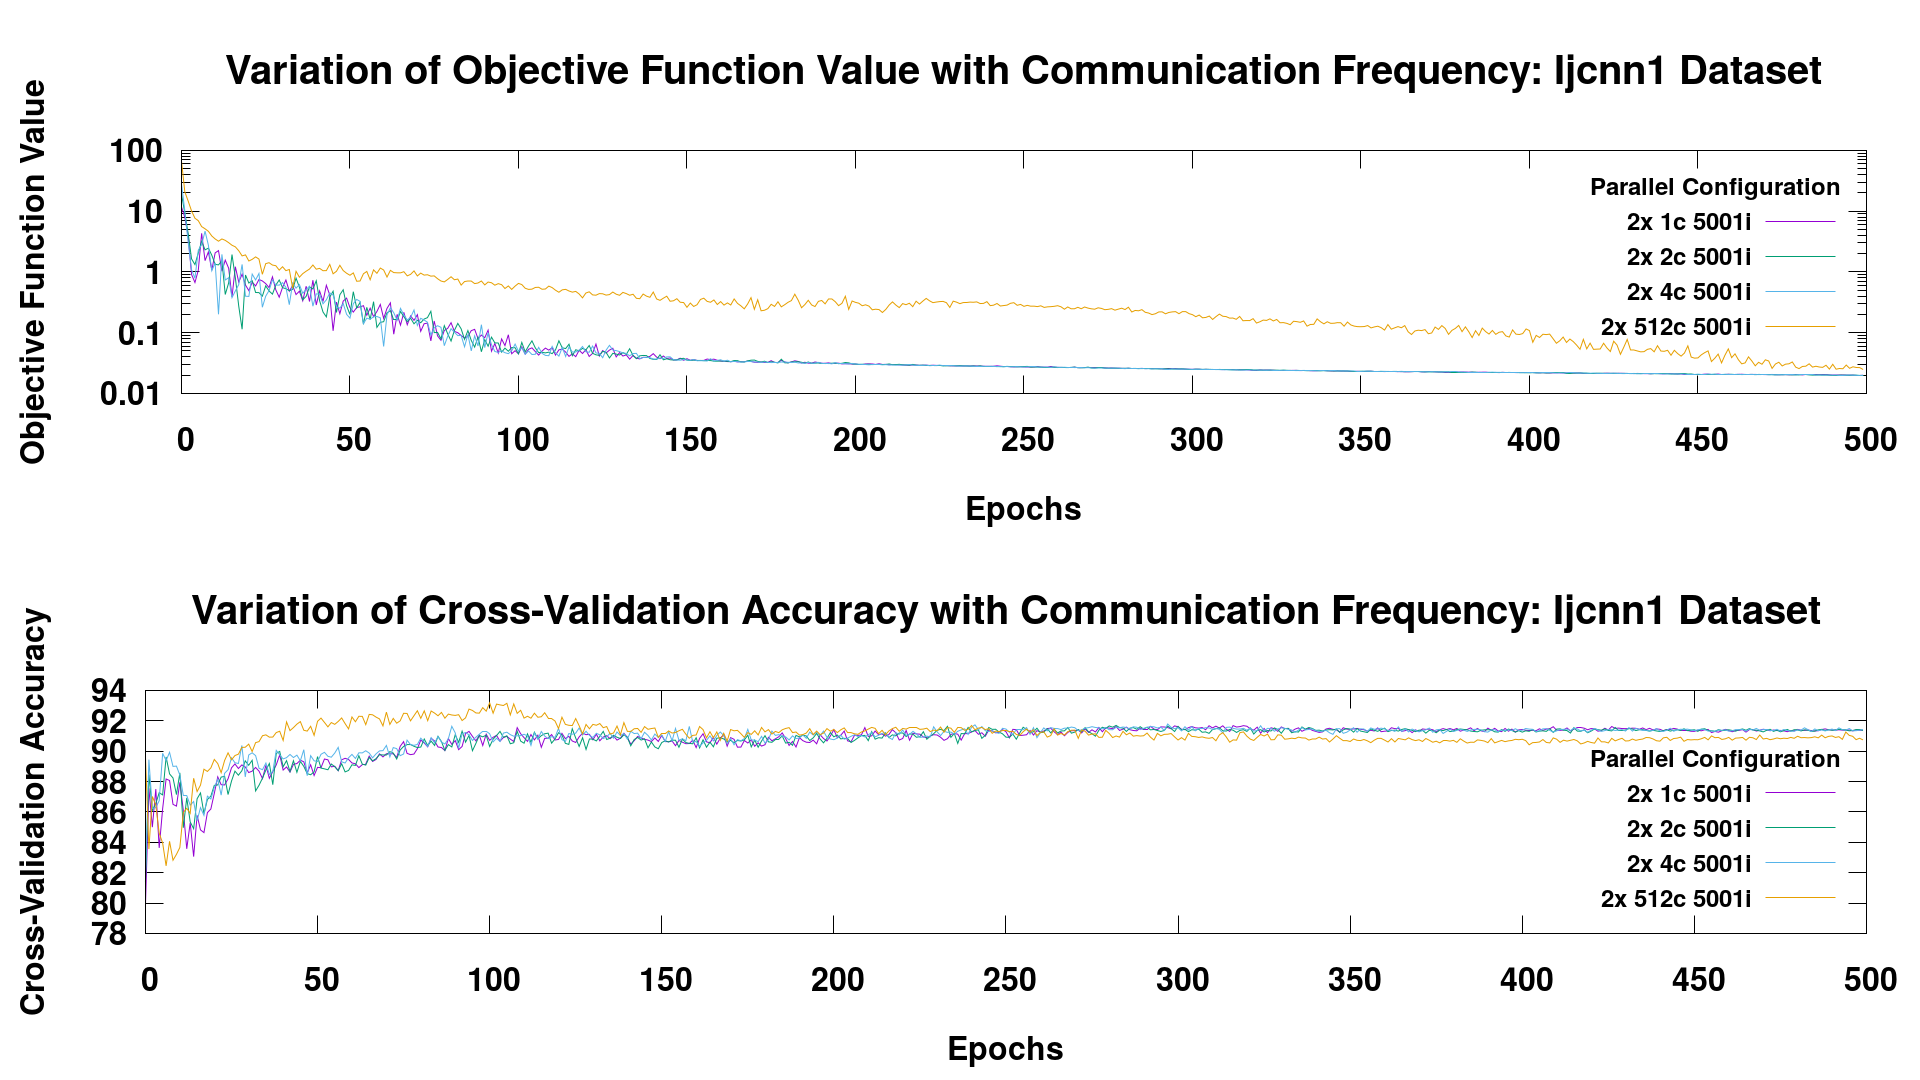 Variation of Objective Function Value with Communication Frequency: Ijcnn1 Dataset
Objective Function Value
100
10
1
0.1
0.01
Parallel Configuration
2x 1c 5001i
2x 2c 5001i
2x 4c 5001i
2x 512c 5001i
0 50 100 150 200 250 300 350 400 450 500
Epochs
Variation of Cross-Validation Accuracy with Communication Frequency: Ijcnn1 Dataset
Cross-Validation Accuracy
94
92
90
88
86
84
82
80
78
Parallel Configuration
2x 1c 5001i
2x 2c 5001i
2x 4c 5001i
2x 512c 5001i
0 50 100 150 200 250 300 350 400 450 500
Epochs